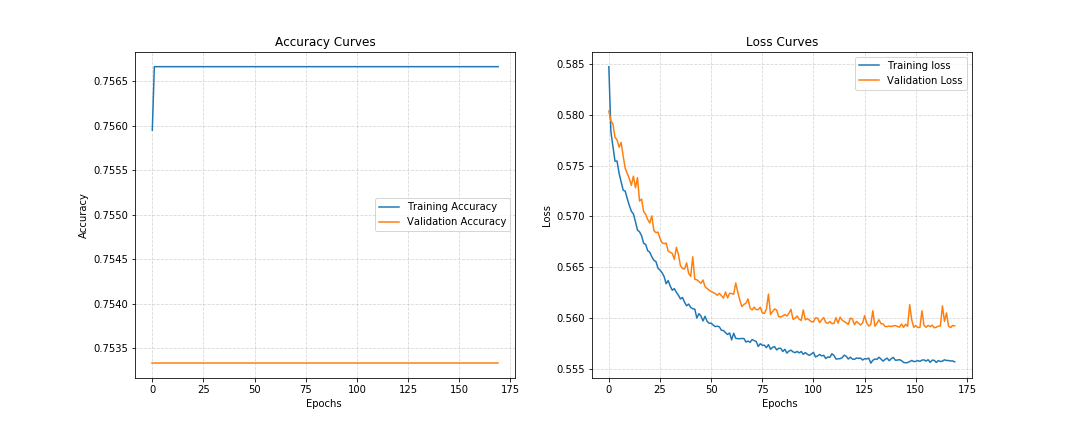 Accuracy Curves
0.7565
0.7560
0.7555
0.7550
0.7545
0.7540
0.7535
Accuracy
0 25 50 75 100 125 150 175
Epochs
Training Accuracy
Validation Accuracy
Loss Curves
0.585
0.580
0.575
0.570
0.565
0.560
0.555
Loss
0 25 50 75 100 125 150 175
Epochs
Training loss
Validation Loss